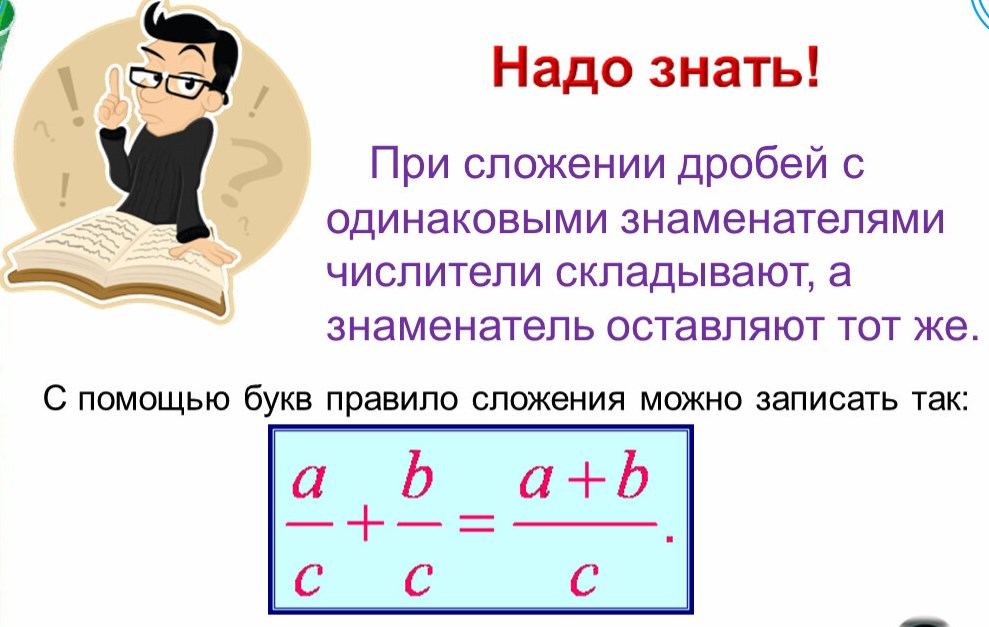 Надо знать!
При сложении дробей с
одинаковыми знаменателями
числители складывают, а
знаменатель оставляют тот же.
С помощью букв правило сложения можно записать так:
a/c + b/c = (a+b)/c.